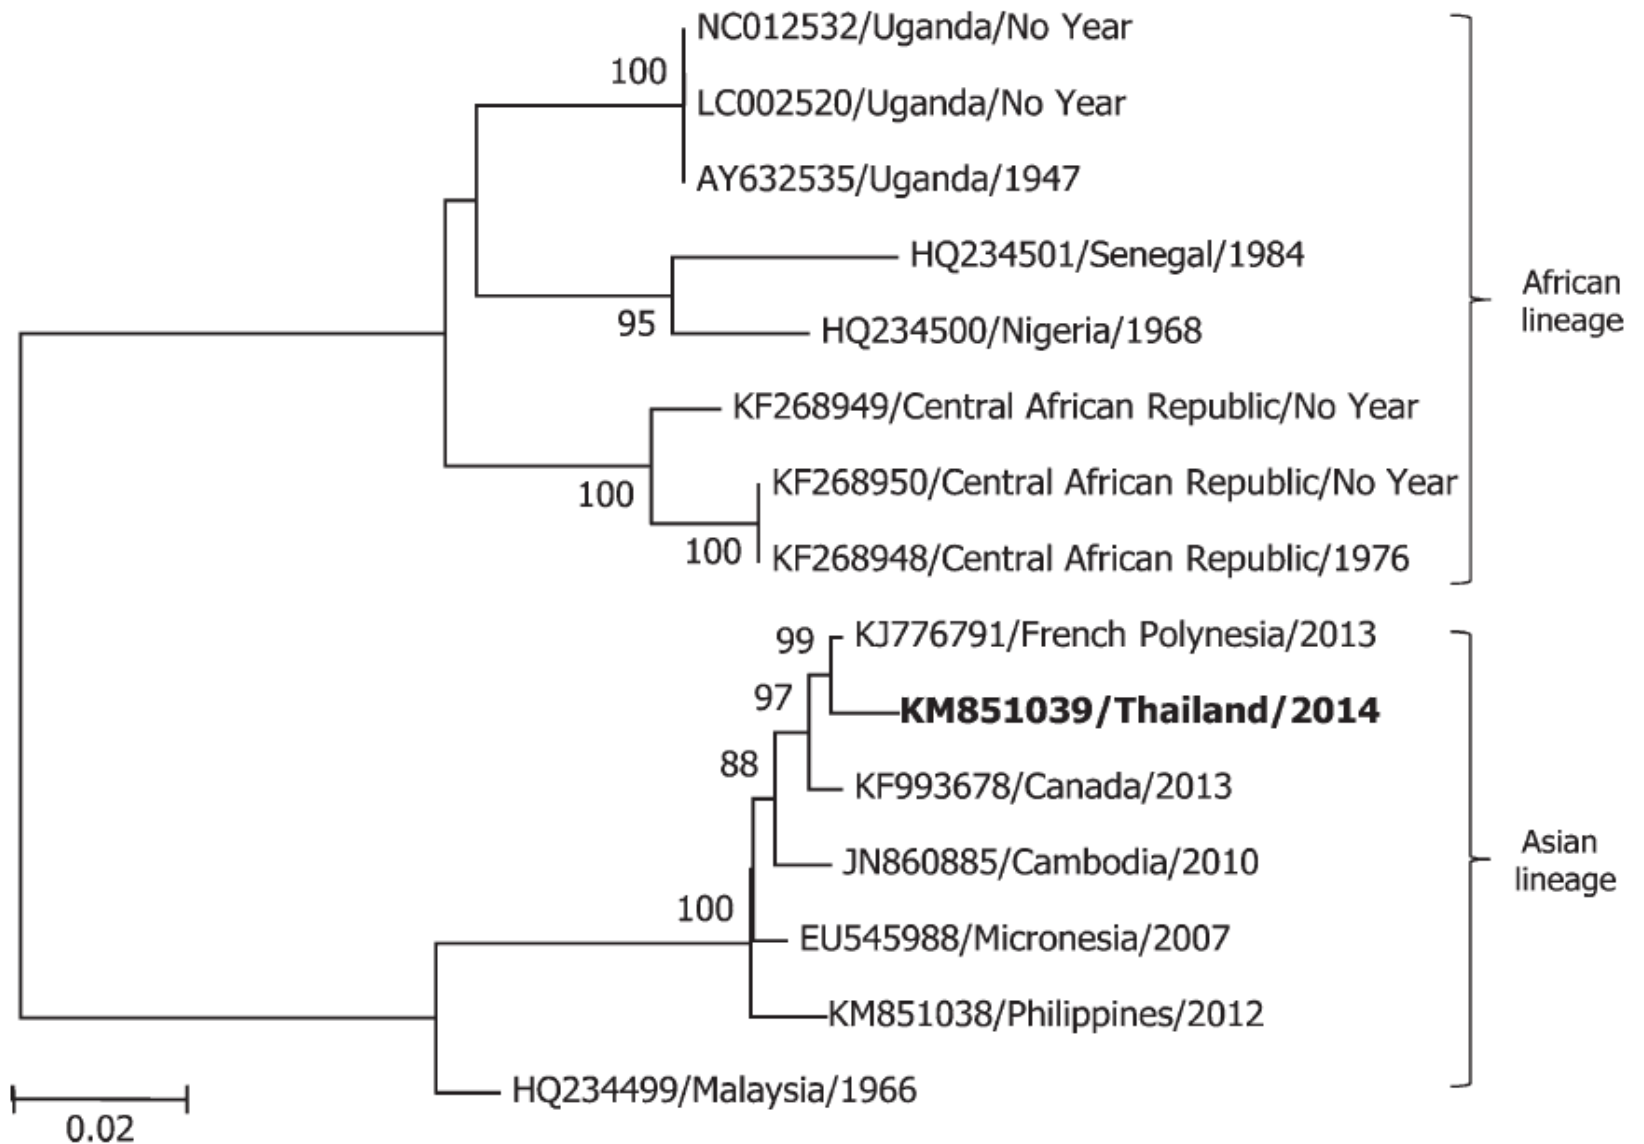 NC012532/Uganda/No Year
100
LC002520/Uganda/No Year
AY632535/Uganda/1947
HQ234501/Senegal/1984
African
lineage
95
HQ234500/Nigeria/1968
KF268949/Central African Republic/No Year
KF268950/Central African Republic/No Year
100
100
KF268948/Central African Republic/1976
99
KJ776791/French Polynesia/2013
97
KM851039/Thailand/2014
88
KF993678/Canada/2013
Asian
lineage
JN860885/Cambodia/2010
100
EU545988/Micronesia/2007
KM851038/Philippines/2012
HQ234499/Malaysia/1966
0.02